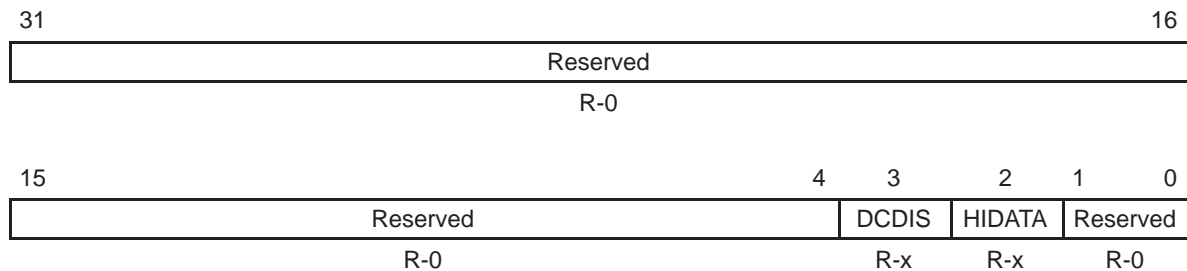 31 16
Reserved
R-0
15 4 3 2 1 0
Reserved DCDIS HIDATA Reserved
R-0 R-x R-x R-0